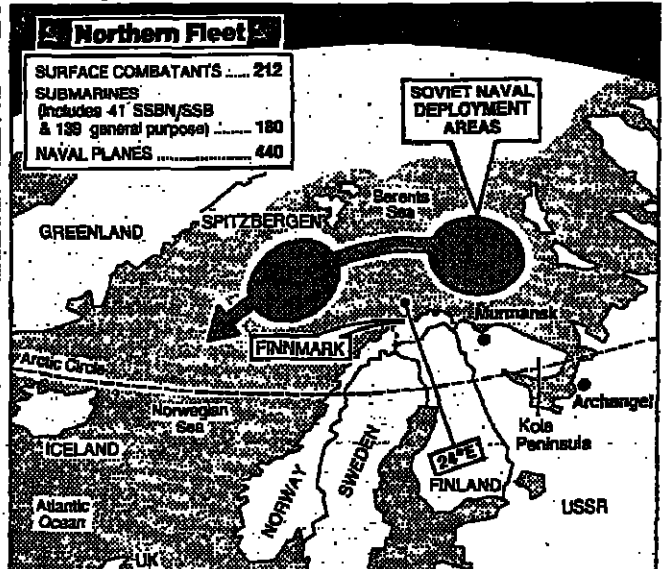 Northern Fleet
SURFACE COMBATANTS ..... 212
SUBMARINES
(includes 41 SSBN/SSB
& 139 general purpose) ........ 180
NAVAL PLANES .................. 440
SOVIET NAVAL
DEPLOYMENT
AREAS
Barents
Sea
SPITZBERGEN
GREENLAND
Murmansk
FINNMARK
Arctic Circle
Archangel
Norwegian
Sea
Kola
Peninsula
ICELAND
24°E
FINLAND
NORWAY
SWEDEN
USSR
Atlantic
Ocean
UK